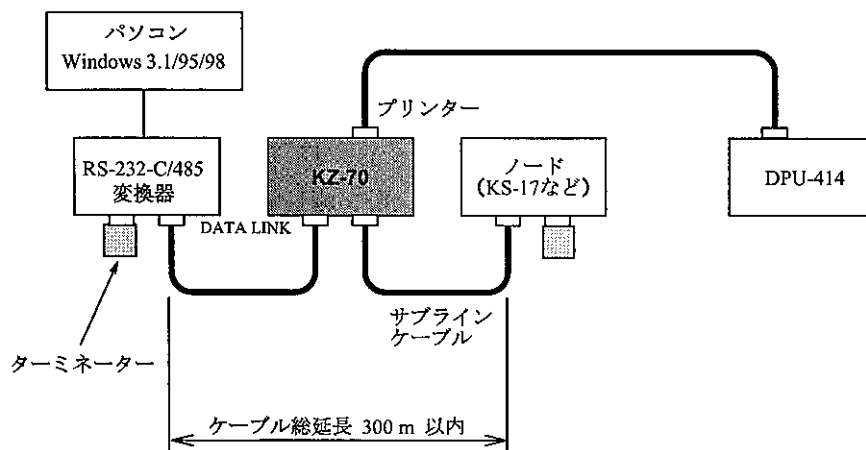 パソコン
Windows 3.1/95/98
プリンター
RS-232-C/485
変換器
KZ-70
ノード
(KS-17など)
DPU-414
DATA LINK
サブライン
ケーブル
ターミネーター
ケーブル総延長 300 m 以内